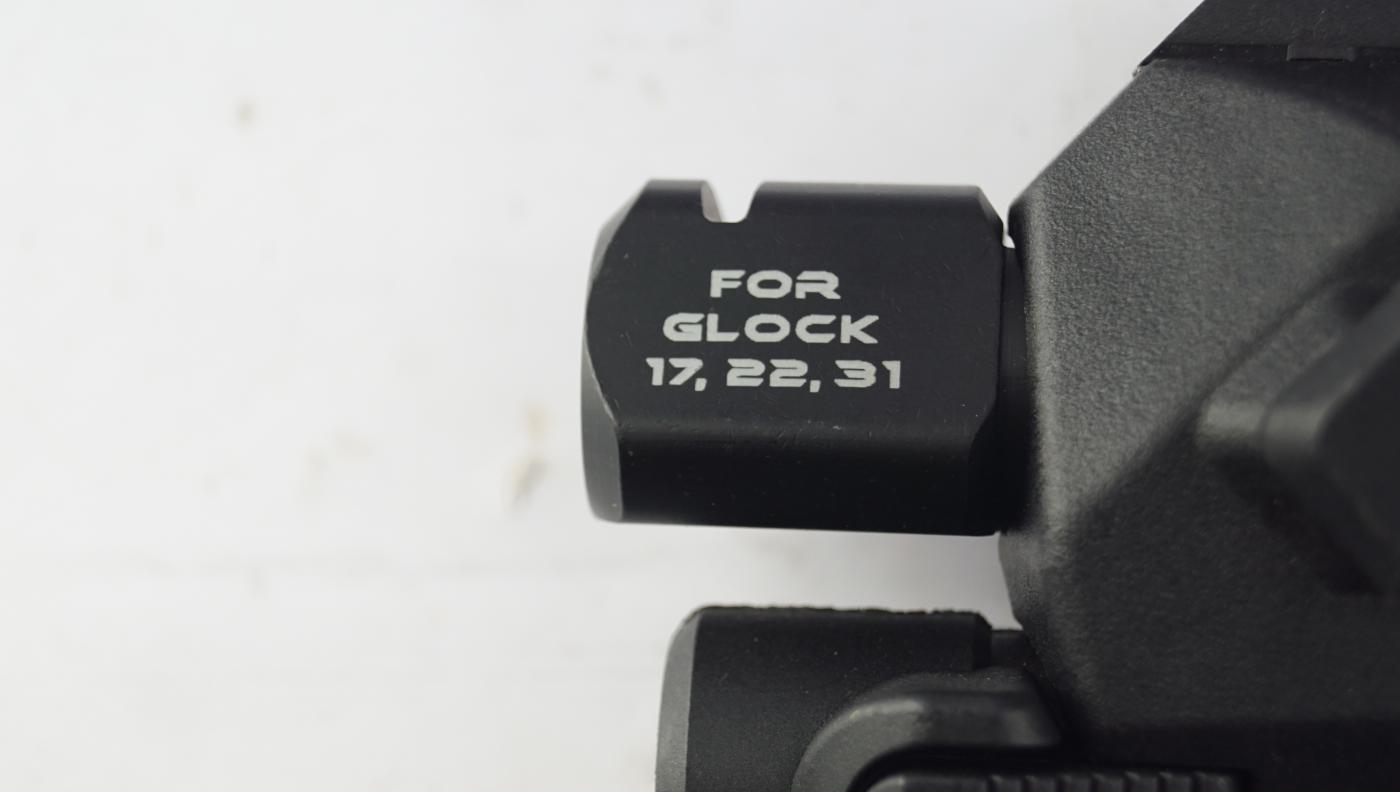 FOR
GLOCK
17, 22, 31